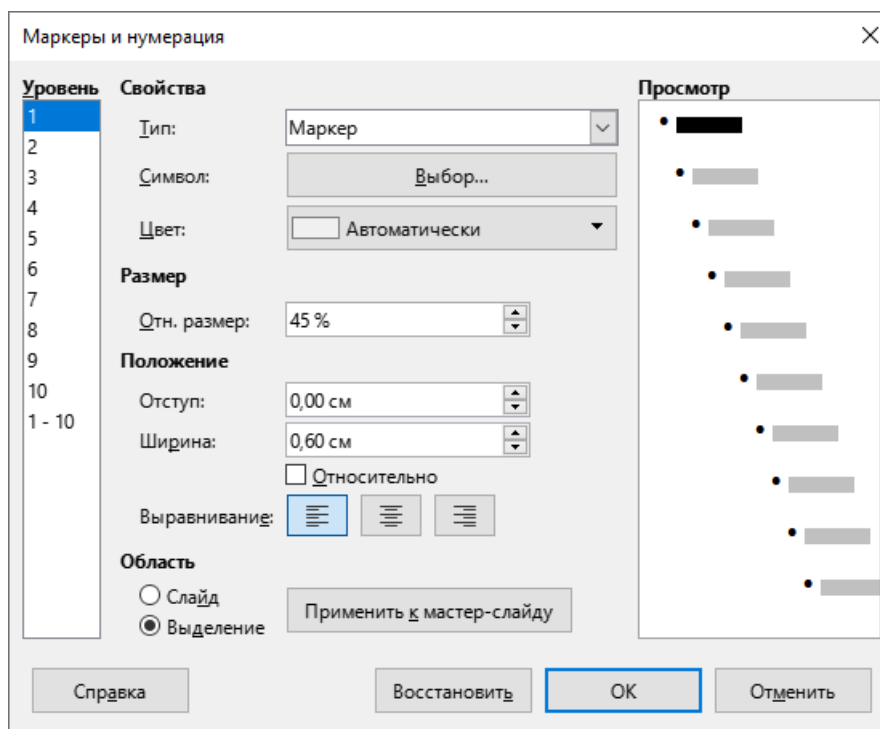 Маркеры и нумерация
Уровень
1
2
3
4
5
6
7
8
9
10
1 - 10
Свойства
Тип: Маркер
Символ: Выбор...
Цвет: Автоматически
Размер
Отн. размер: 45 %
Положение
Отступ: 0,00 см
Ширина: 0,60 см
Относительно
Выравнивание:
Область
Слайд
Выделение
Применить к мастер-слайду
Просмотр
Справка Восстановить ОК Отменить